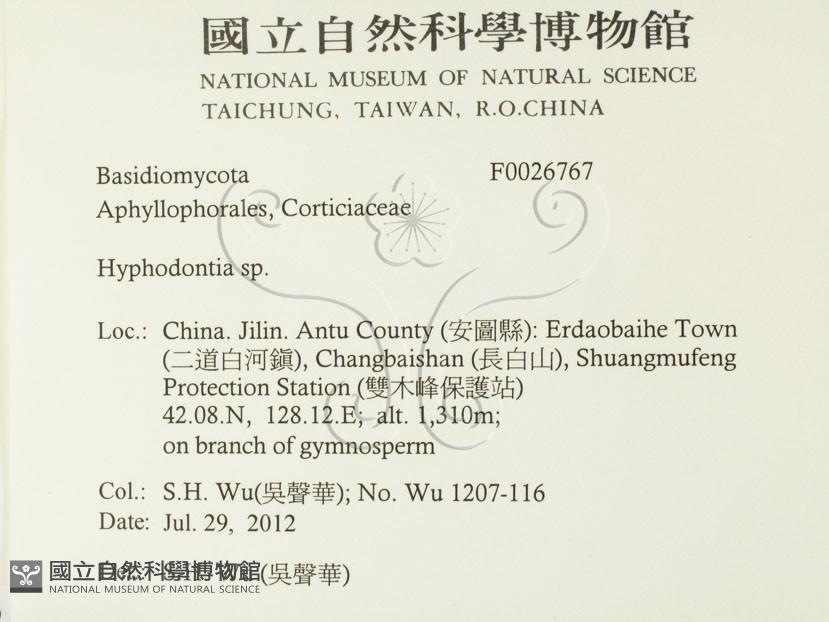 國立自然科學博物館
NATIONAL MUSEUM OF NATURAL SCIENCE
TAICHUNG, TAIWAN, R.O.CHINA
Basidiomycota F0026767
Aphyllophorales, Corticiaceae
Hyphodontia sp.
Loc.: China. Jilin. Antu County (安圖縣): Erdaobaihe Town
(二道白河鎭), Changbaishan (長白山), Shuangmufeng
Protection Station (雙木峰保護站)
42.08.N, 128.12.E; alt. 1,310m;
on branch of gymnosperm
Col.: S.H. Wu(吳聲華); No. Wu 1207-116
Date: Jul. 29, 2012
(吳聲華)
國立自然科學博物館
NATIONAL MUSEUM OF NATURAL SCIENCE